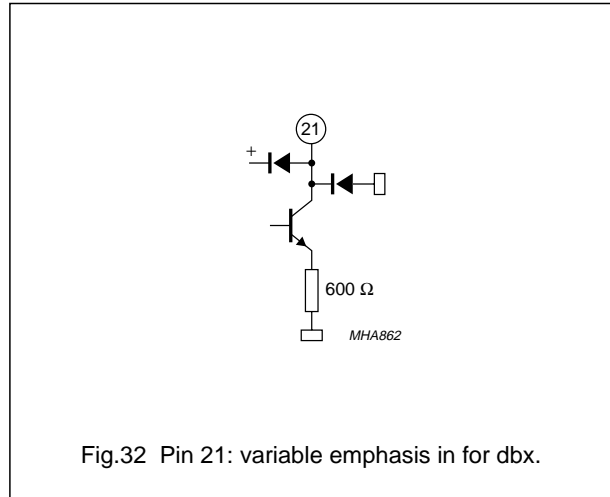 21
+
600 Ω
MHA862
Fig.32 Pin 21: variable emphasis in for dbx.